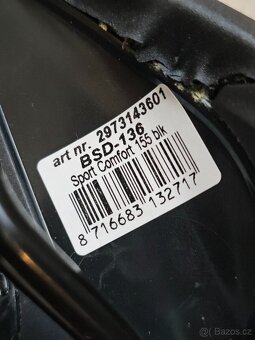 art nr. 2973143601
BSD-136
Sport Comfort 155 blk
8 716683 132717
Bazos.cz